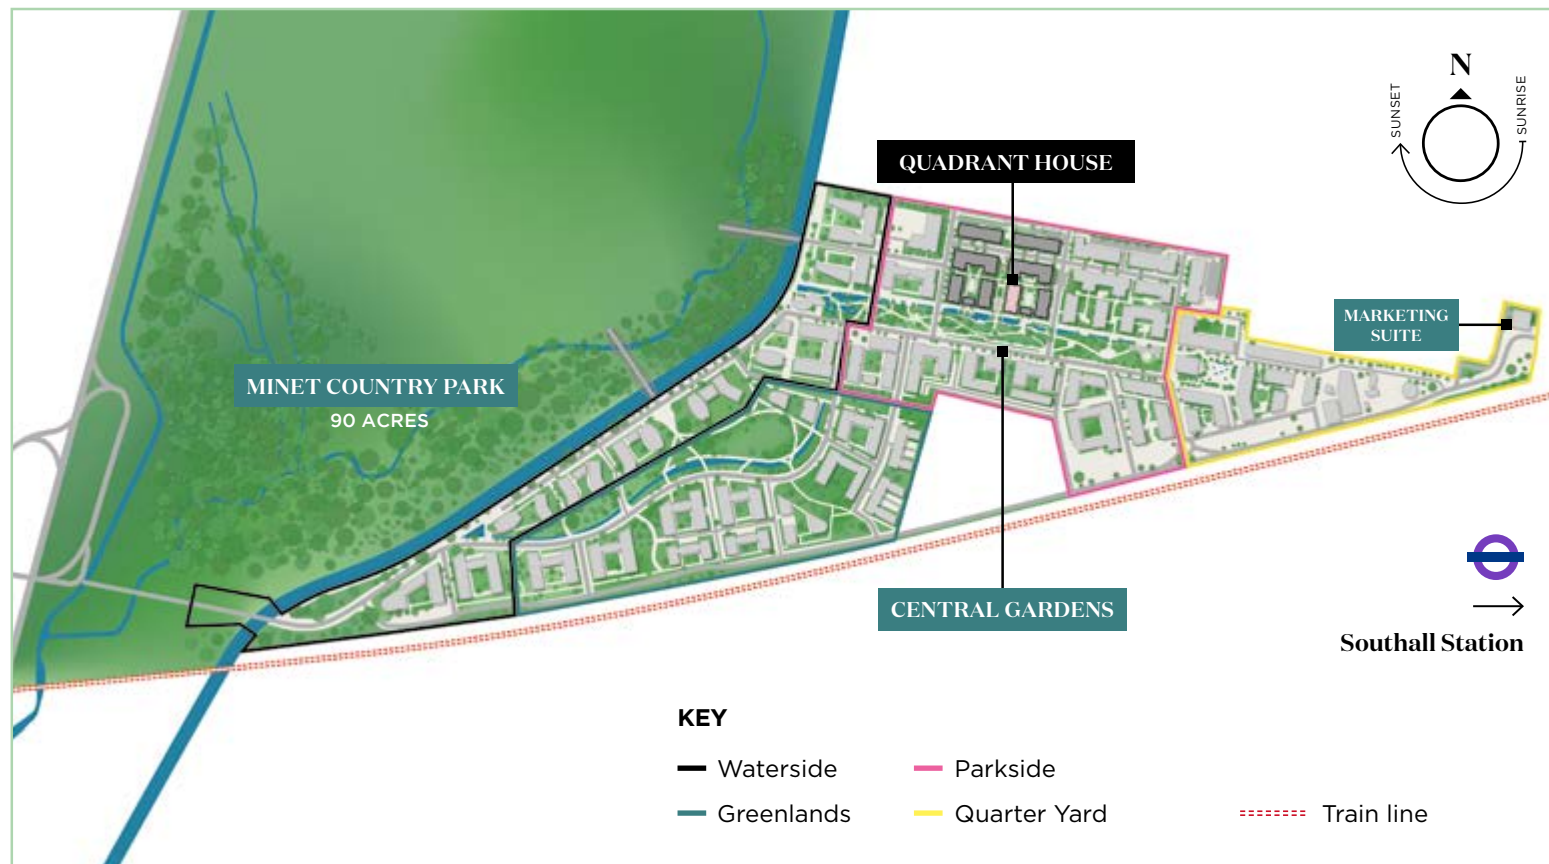 N
SUNSET
SUNRISE
QUADRANT HOUSE
MARKETING
SUITE
MINET COUNTRY PARK
90 ACRES
CENTRAL GARDENS
Southall Station
KEY
Waterside
Parkside
Greenlands
Quarter Yard
Train line